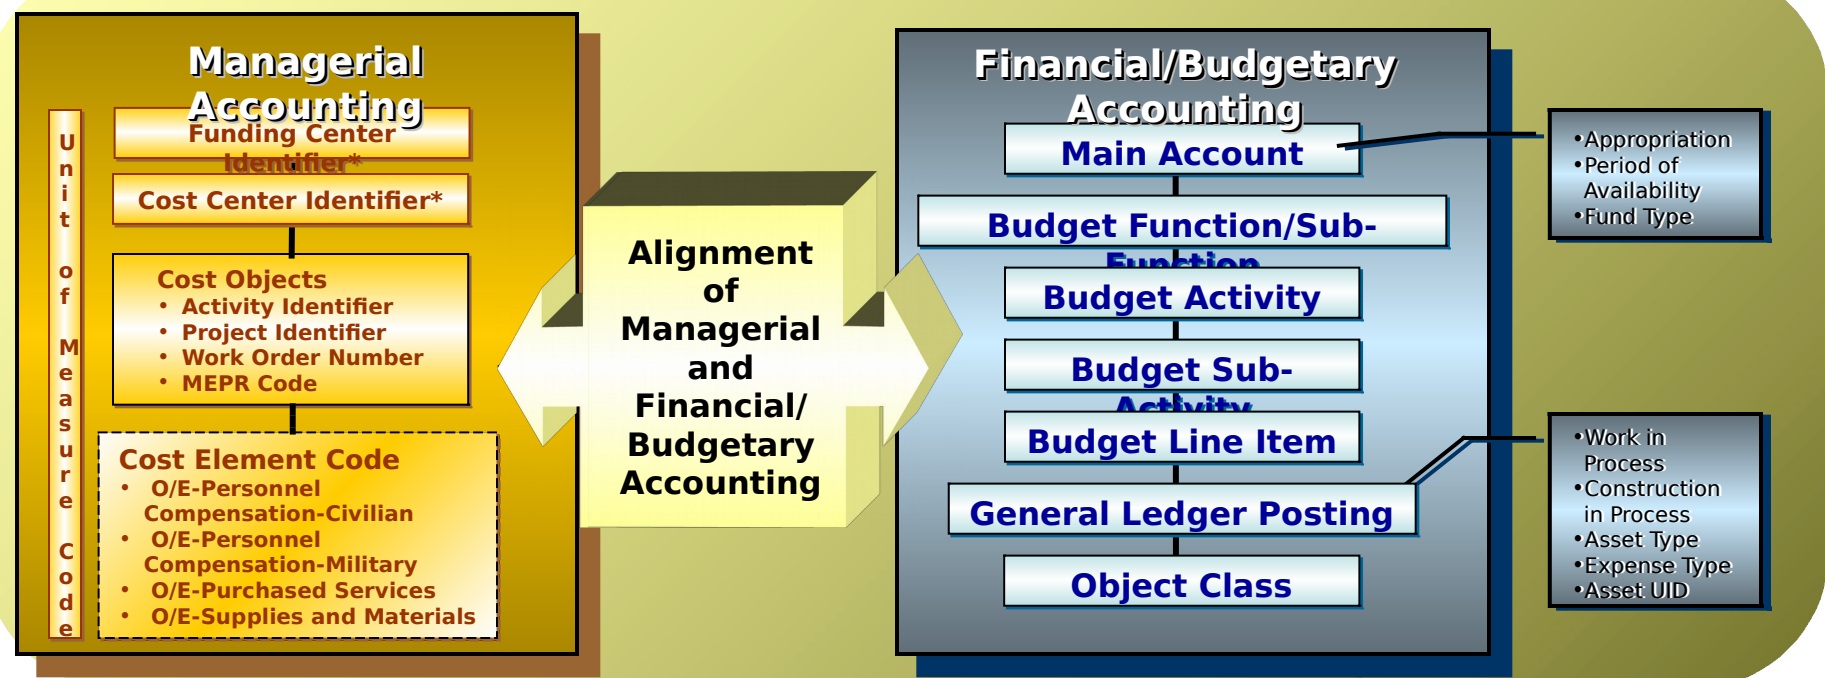 Managerial
Accounting
Unit of Measure Code
Funding Center
Identifier*
Cost Center Identifier*
Cost Objects
• Activity Identifier
• Project Identifier
• Work Order Number
• MEPR Code
Cost Element Code
• O/E-Personnel
Compensation-Civilian
• O/E-Personnel
Compensation-Military
• O/E-Purchased Services
• O/E-Supplies and Materials
Alignment
of
Managerial
and
Financial/
Budgetary
Accounting
Financial/Budgetary
Accounting
Main Account
Budget Function/Sub-
Function
Budget Activity
Budget Sub-
Activity
Budget Line Item
General Ledger Posting
Object Class
•Appropriation
•Period of
Availability
•Fund Type
•Work in
Process
•Construction
in Process
•Asset Type
•Expense Type
•Asset UID